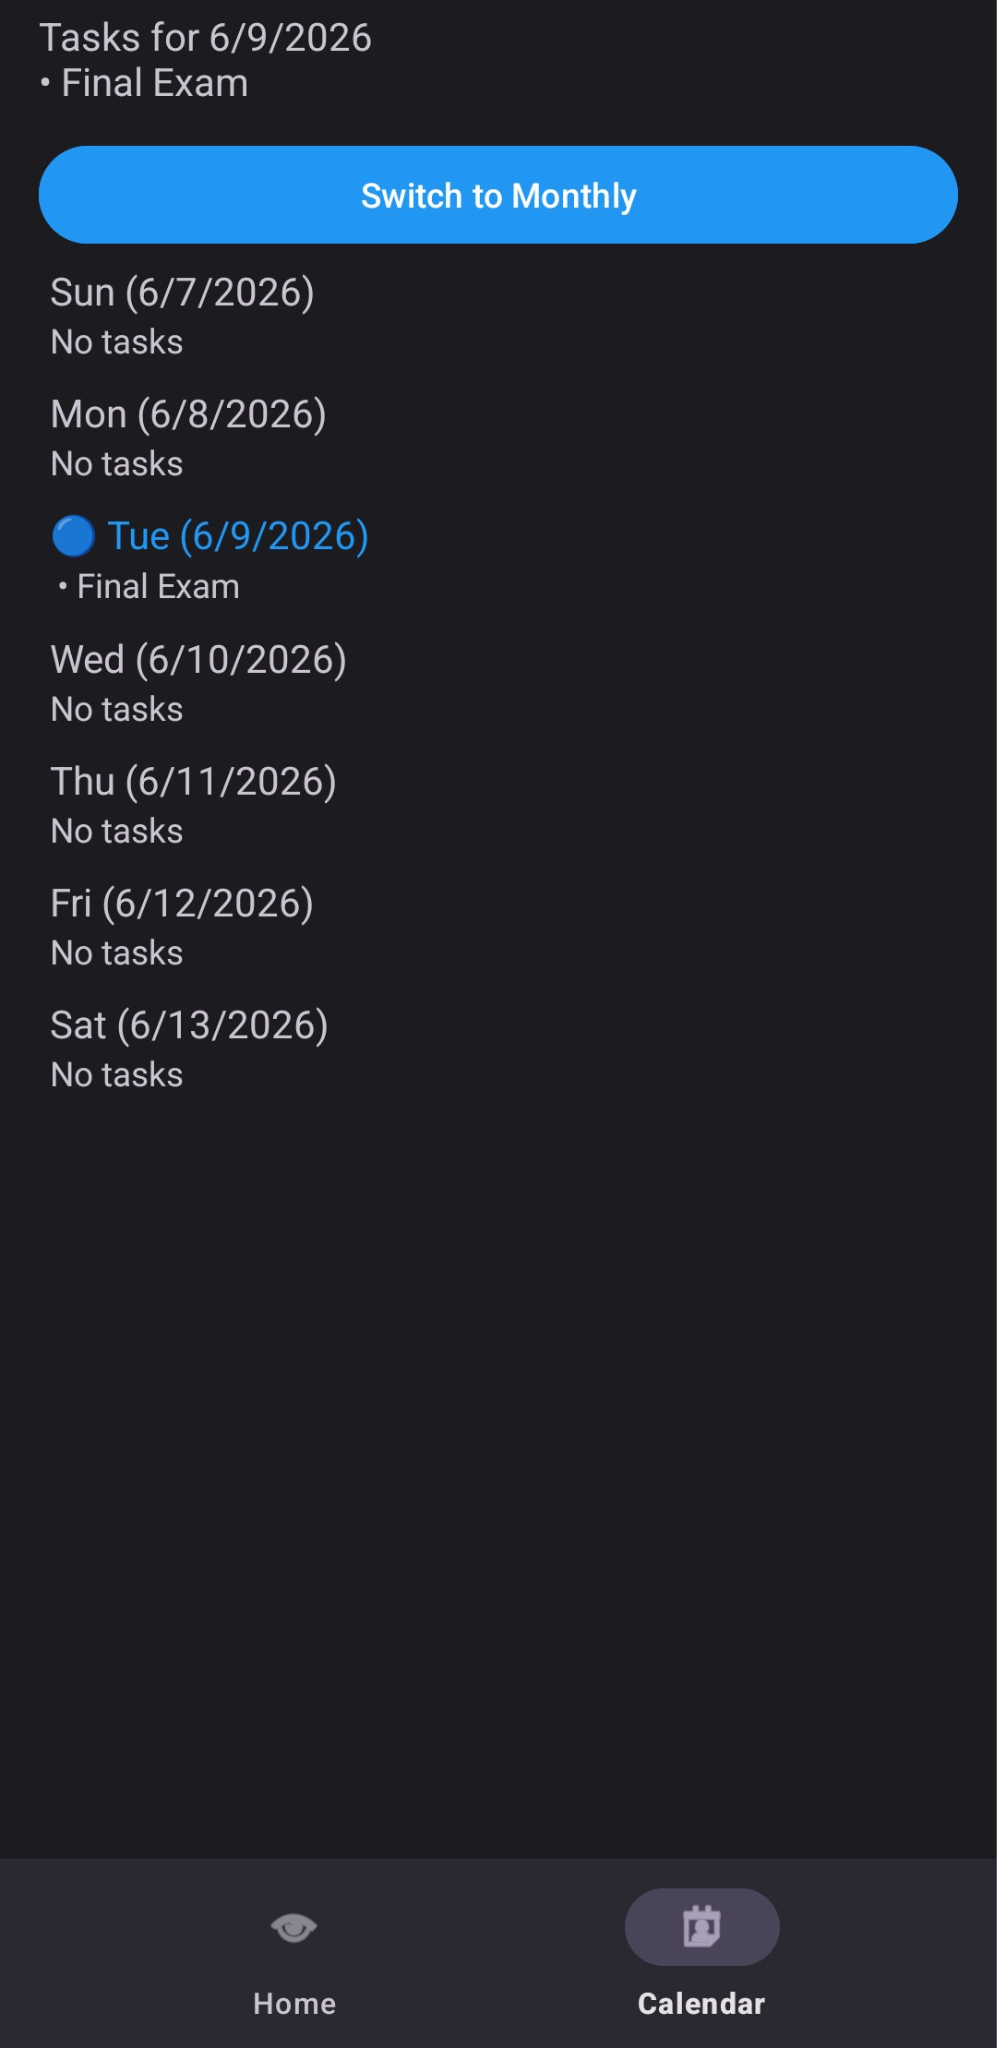 Tasks for 6/9/2026
• Final Exam
Switch to Monthly
Sun (6/7/2026)
No tasks
Mon (6/8/2026)
No tasks
🔵 Tue (6/9/2026)
• Final Exam
Wed (6/10/2026)
No tasks
Thu (6/11/2026)
No tasks
Fri (6/12/2026)
No tasks
Sat (6/13/2026)
No tasks
Home
Calendar